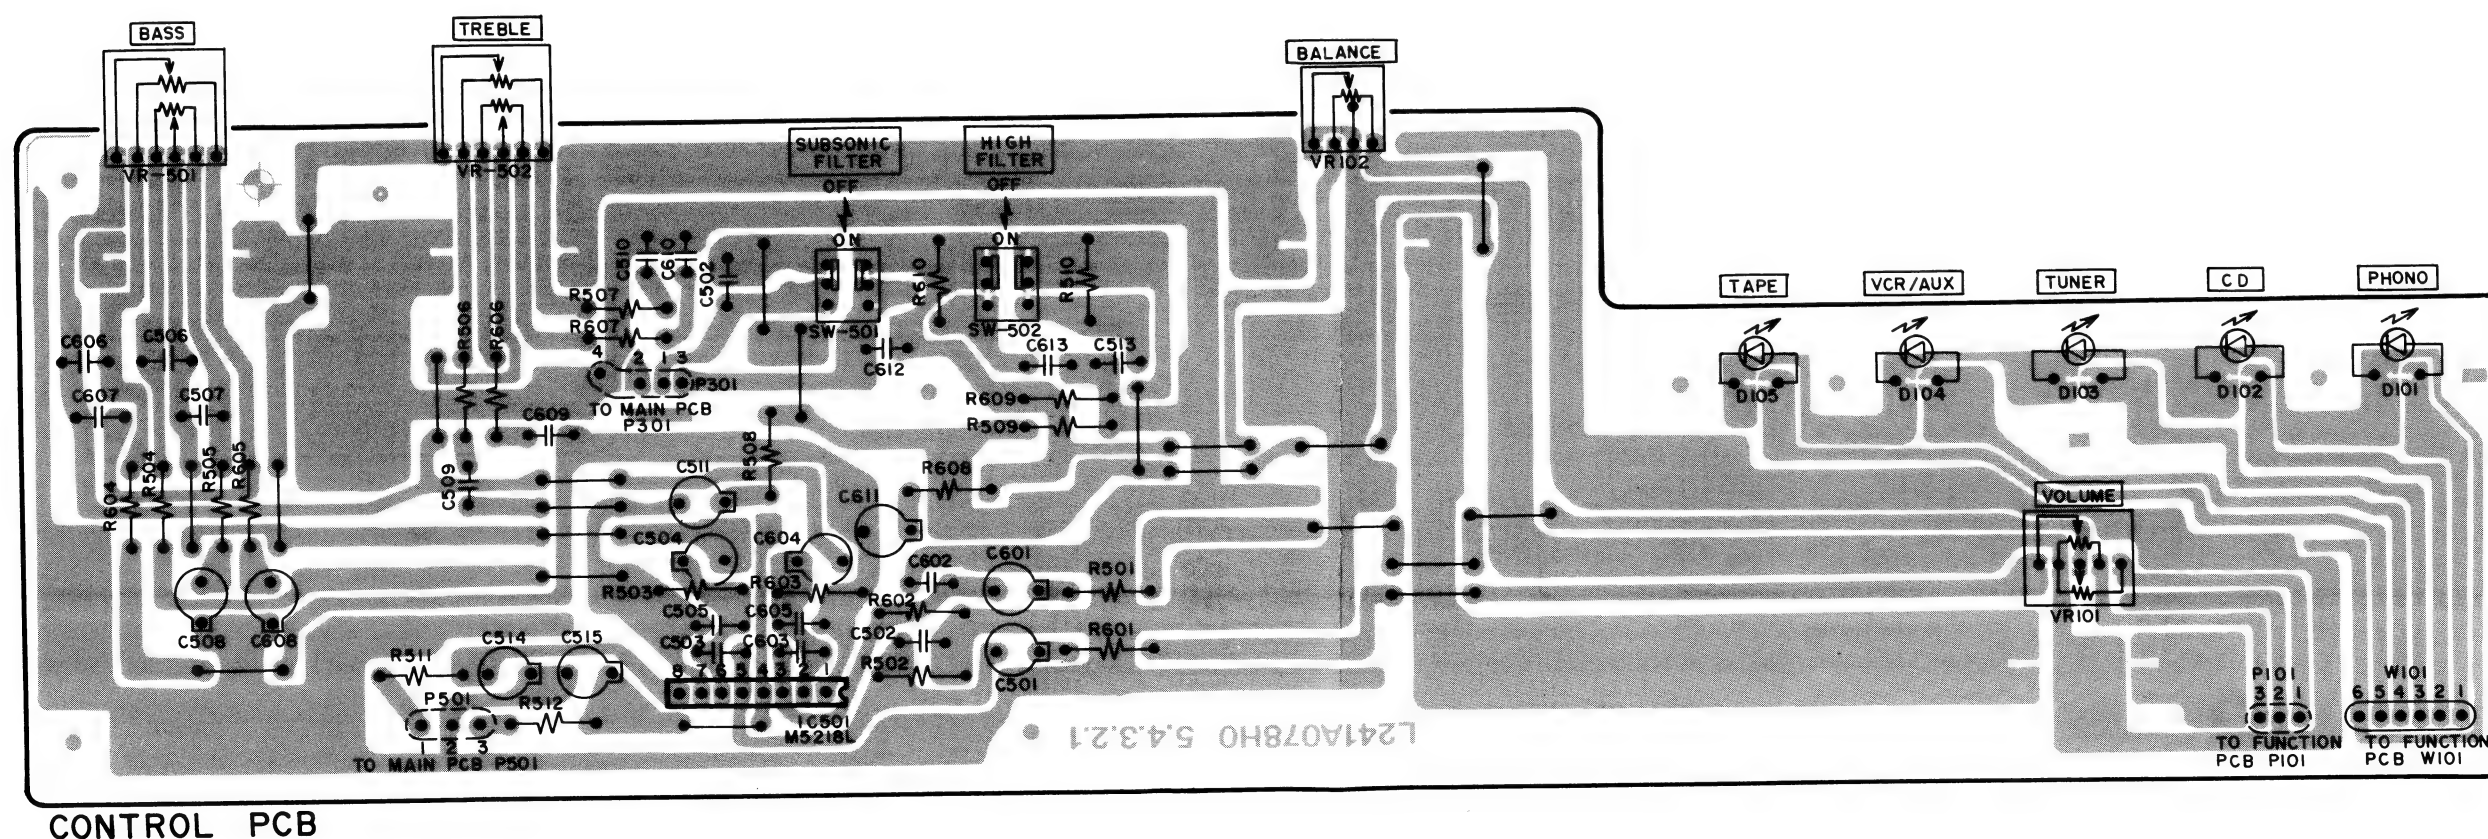 BASS
TREBLE
BALANCE
VR-501
VR-502
SUBSONIC
FILTER
OFF
ON
HIGH
FILTER
OFF
ON
VR102
C510
C610
C502
R610
R510
R507
R607
SW-501
SW-502
TAPE
VCR/AUX
TUNER
CD
PHONO
C606
C506
R506
R606
4 2 1 3
P301
TO MAIN PCB
P301
C612
C613
C513
D105
D104
D103
D102
D101
C607
C507
C609
R609
R509
R604
R504
R505
R605
C509
R508
C511
R608
C611
VOLUME
VR101
C504
C604
C602
C601
R501
R503
R603
R602
C505
C605
C502
R601
C503
C603
R502
C501
C508
C608
R511
C514
C515
8 7 6 5 4 3 2 1
P501
R512
IC501
M5218L
1 2 3
TO MAIN PCB P501
L241A078H0 5.4.3.2.1
P101
3 2 1
TO FUNCTION
PCB P101
W101
6 5 4 3 2 1
TO FUNCTION
PCB W101
CONTROL PCB